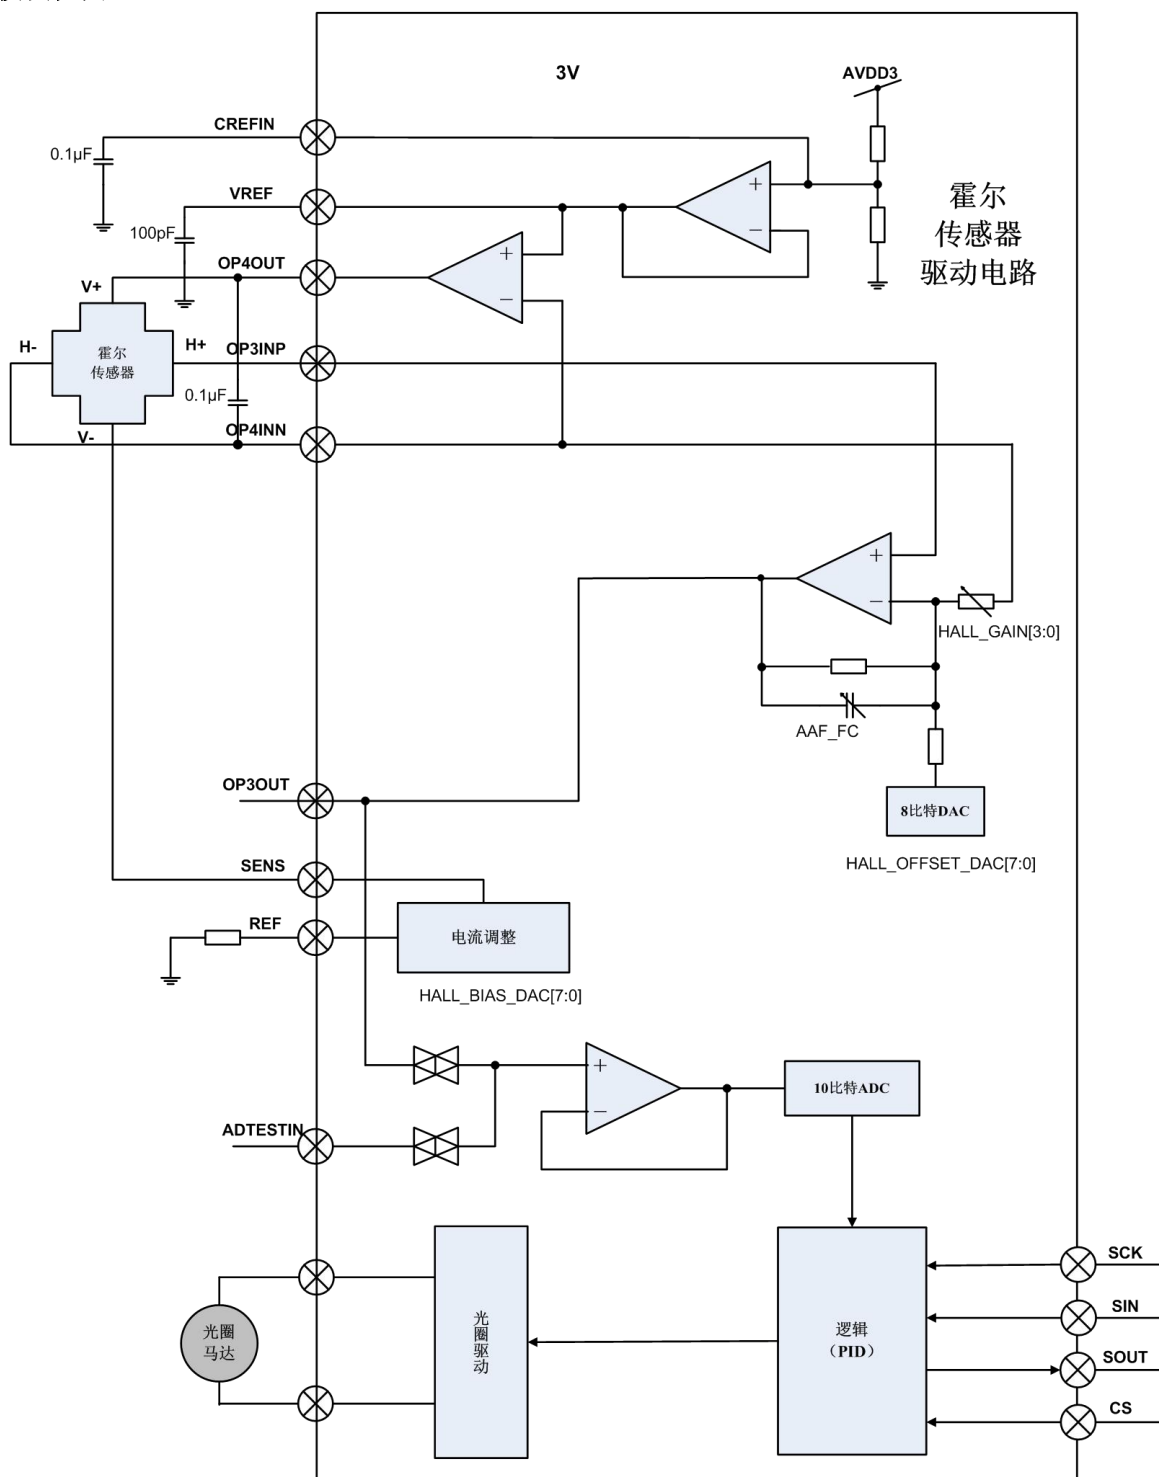 3V
AVDD3
CREFIN
0.1µF
VREF
100pF
霍尔
传感器
驱动电路
OP4OUT
V+
H-
H+
霍尔
传感器
OP3INP
0.1µF
OP4INN
V-
+
−
+
−
+
−
HALL_GAIN[3:0]
AAF_FC
OP3OUT
8比特DAC
HALL_OFFSET_DAC[7:0]
SENS
REF
电流调整
HALL_BIAS_DAC[7:0]
+
−
10比特ADC
ADTESTIN
SCK
SIN
SOUT
CS
光圈
马达
光圈驱动
逻辑
（PID）